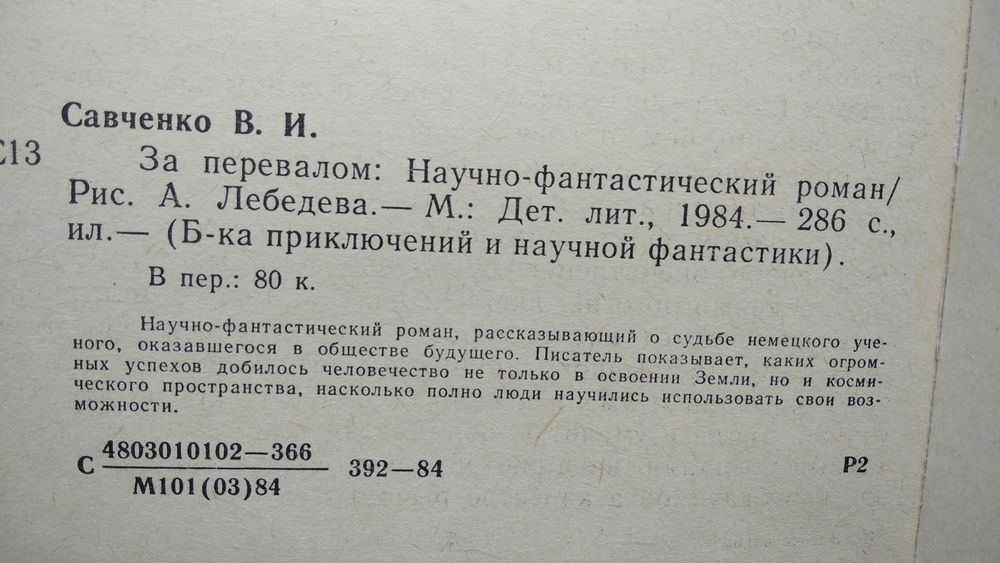 Савченко В. И.
С13
За перевалом: Научно-фантастический роман/
Рис. А. Лебедева.— М.: Дет. лит., 1984.— 286 с.,
ил.— (Б-ка приключений и научной фантастики).
В пер.: 80 к.
Научно-фантастический роман, рассказывающий о судьбе немецкого уче-
ного, оказавшегося в обществе будущего. Писатель показывает, каких огром-
ных успехов добилось человечество не только в освоении Земли, но и косми-
ческого пространства, насколько полно люди научились использовать свои воз-
можности.
4803010102—366
С 392—84 Р2
М101(03)84